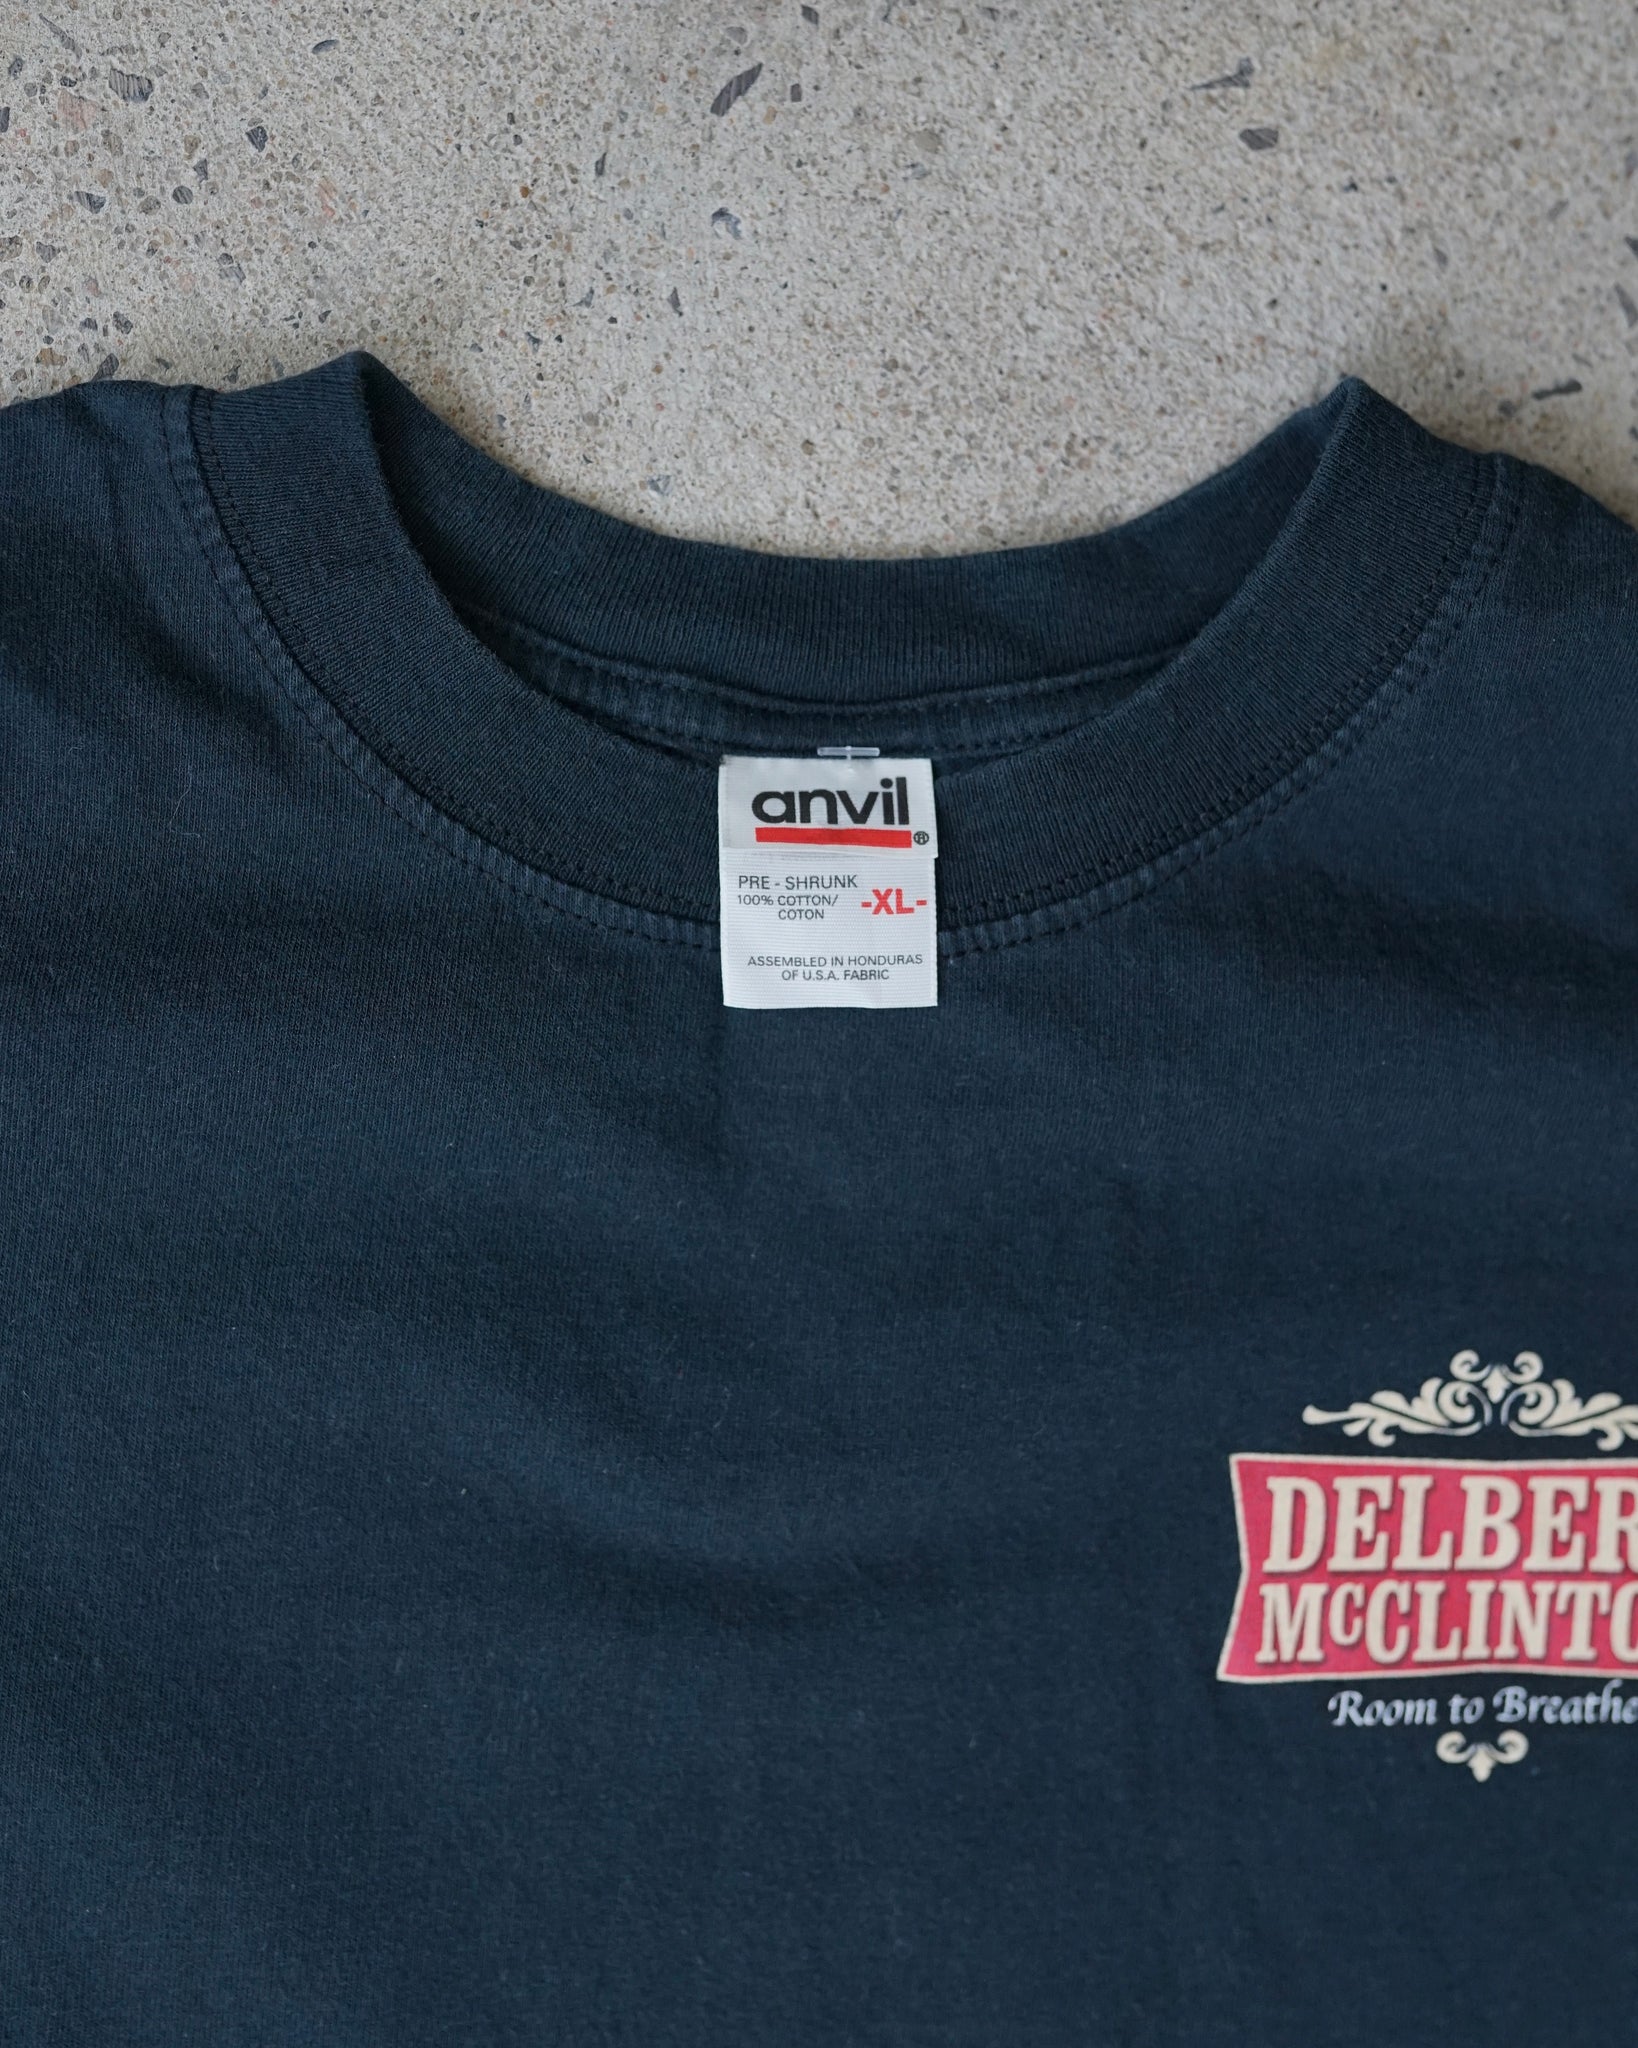 anvil®
PRE - SHRUNK
100% COTTON/
COTON
-XL-
ASSEMBLED IN HONDURAS
OF U.S.A. FABRIC
DELBER
McCLINTO
Room to Breathe